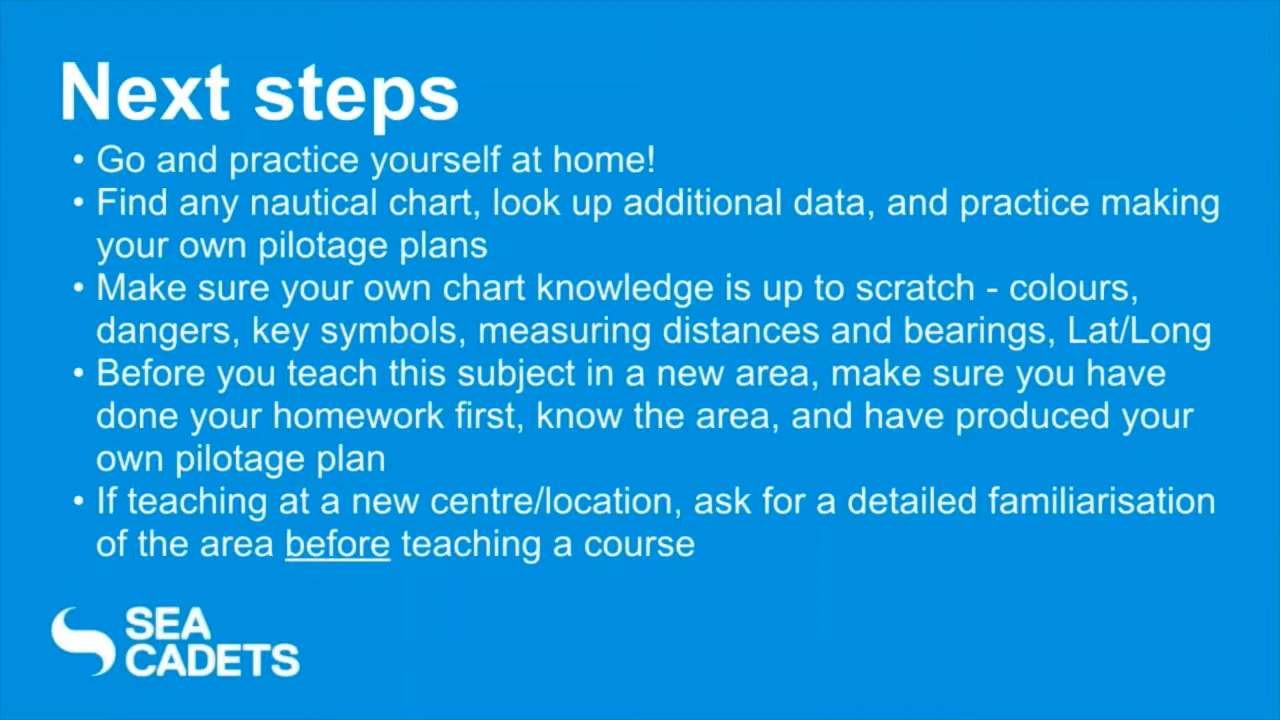 Next steps
• Go and practice yourself at home!
• Find any nautical chart, look up additional data, and practice making
your own pilotage plans
• Make sure your own chart knowledge is up to scratch - colours,
dangers, key symbols, measuring distances and bearings, Lat/Long
• Before you teach this subject in a new area, make sure you have
done your homework first, know the area, and have produced your
own pilotage plan
• If teaching at a new centre/location, ask for a detailed familiarisation
of the area before teaching a course
SEA
CADETS